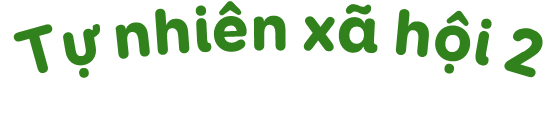 Tự nhiên xã hội 2